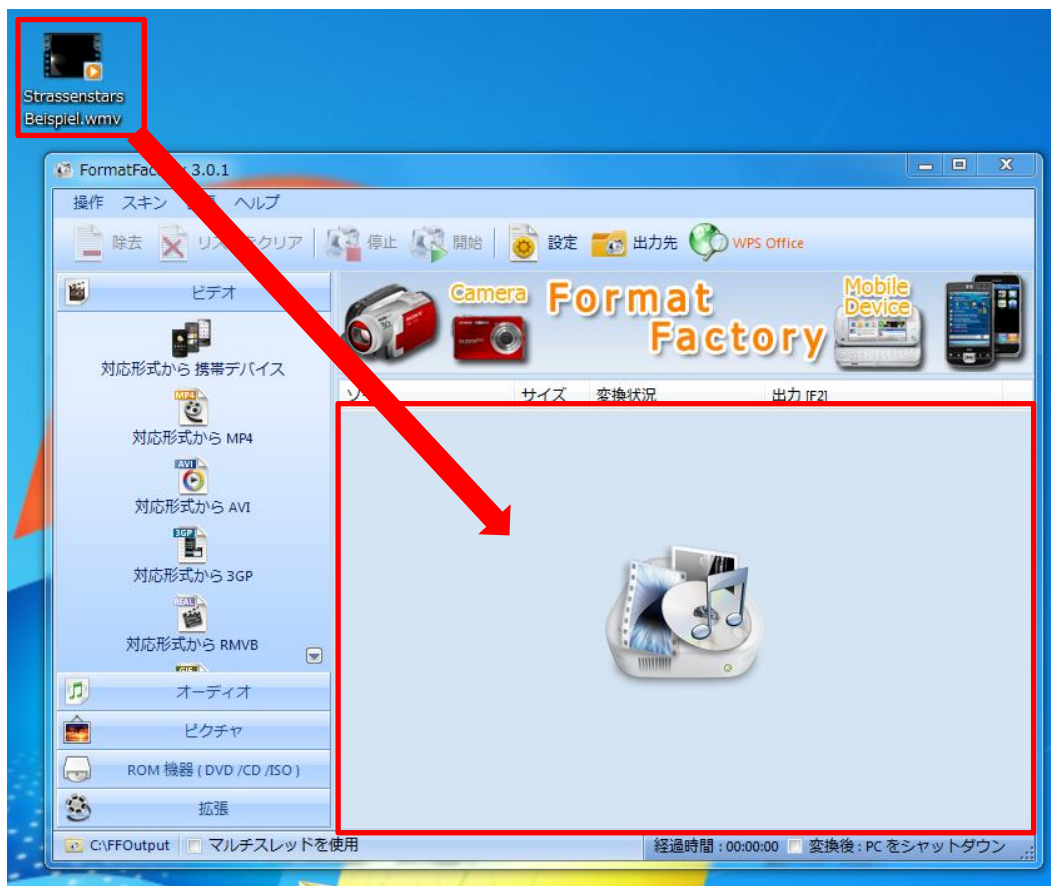 Strassenstars
Beispiel.wmv
FormatFac 3.0.1
操作 スキン ヘルプ
除去 リス をクリア 停止 開始 設定 出力先 WPS Office
ビデオ
対応形式から 携帯デバイス
MP4
対応形式から MP4
AVI
対応形式から AVI
3GP
対応形式から 3GP
REAL
対応形式から RMVB
オーディオ
ピクチャ
ROM 機器 ( DVD /CD /ISO )
拡張
Camera Format Factory Mobile Device
サイズ 変換状況 出力 [F2]
C:\FFOutput マルチスレッドを使用 経過時間 : 00:00:00 変換後 : PC をシャットダウン